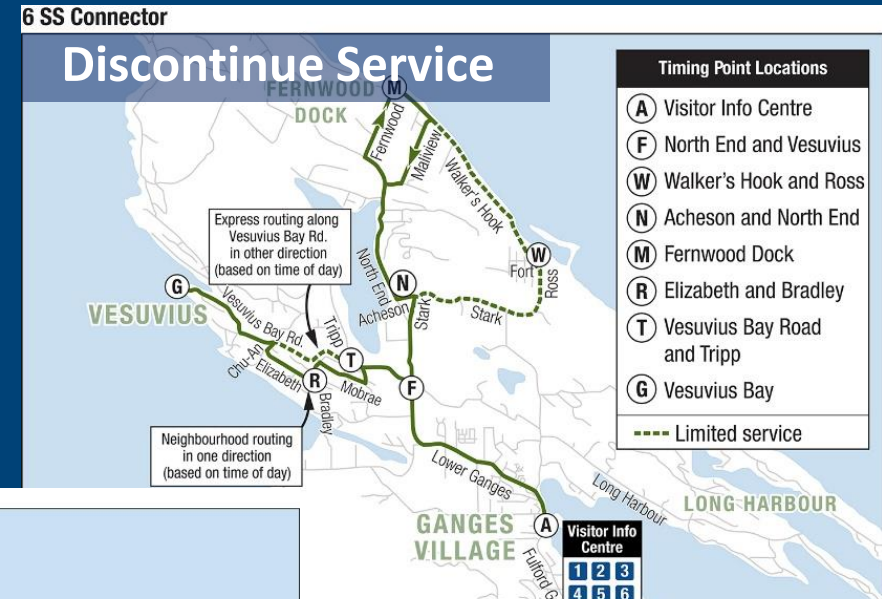 6 SS Connector
Discontinue Service
FERNWOOD
DOCK
M
Fernwood
Maliview
Walker's Hook
Express routing along
Vesuvius Bay Rd.
in other direction
(based on time of day)
W
Fort
Ross
North End
N
Acheson
Stark
Stark
G
VESUVIUS
Vesuvius Bay Rd.
Tripp
T
Chu-An
Elizabeth
R
Mobrae
Bradley
F
Neighbourhood routing
in one direction
(based on time of day)
Lower Ganges
Long Harbour
LONG HARBOUR
GANGES
VILLAGE
A
Visitor Info
Centre
1 2 3
4 5 6
Fulford G
Timing Point Locations
A Visitor Info Centre
F North End and Vesuvius
W Walker's Hook and Ross
N Acheson and North End
M Fernwood Dock
R Elizabeth and Bradley
T Vesuvius Bay Road
and Tripp
G Vesuvius Bay
Limited service